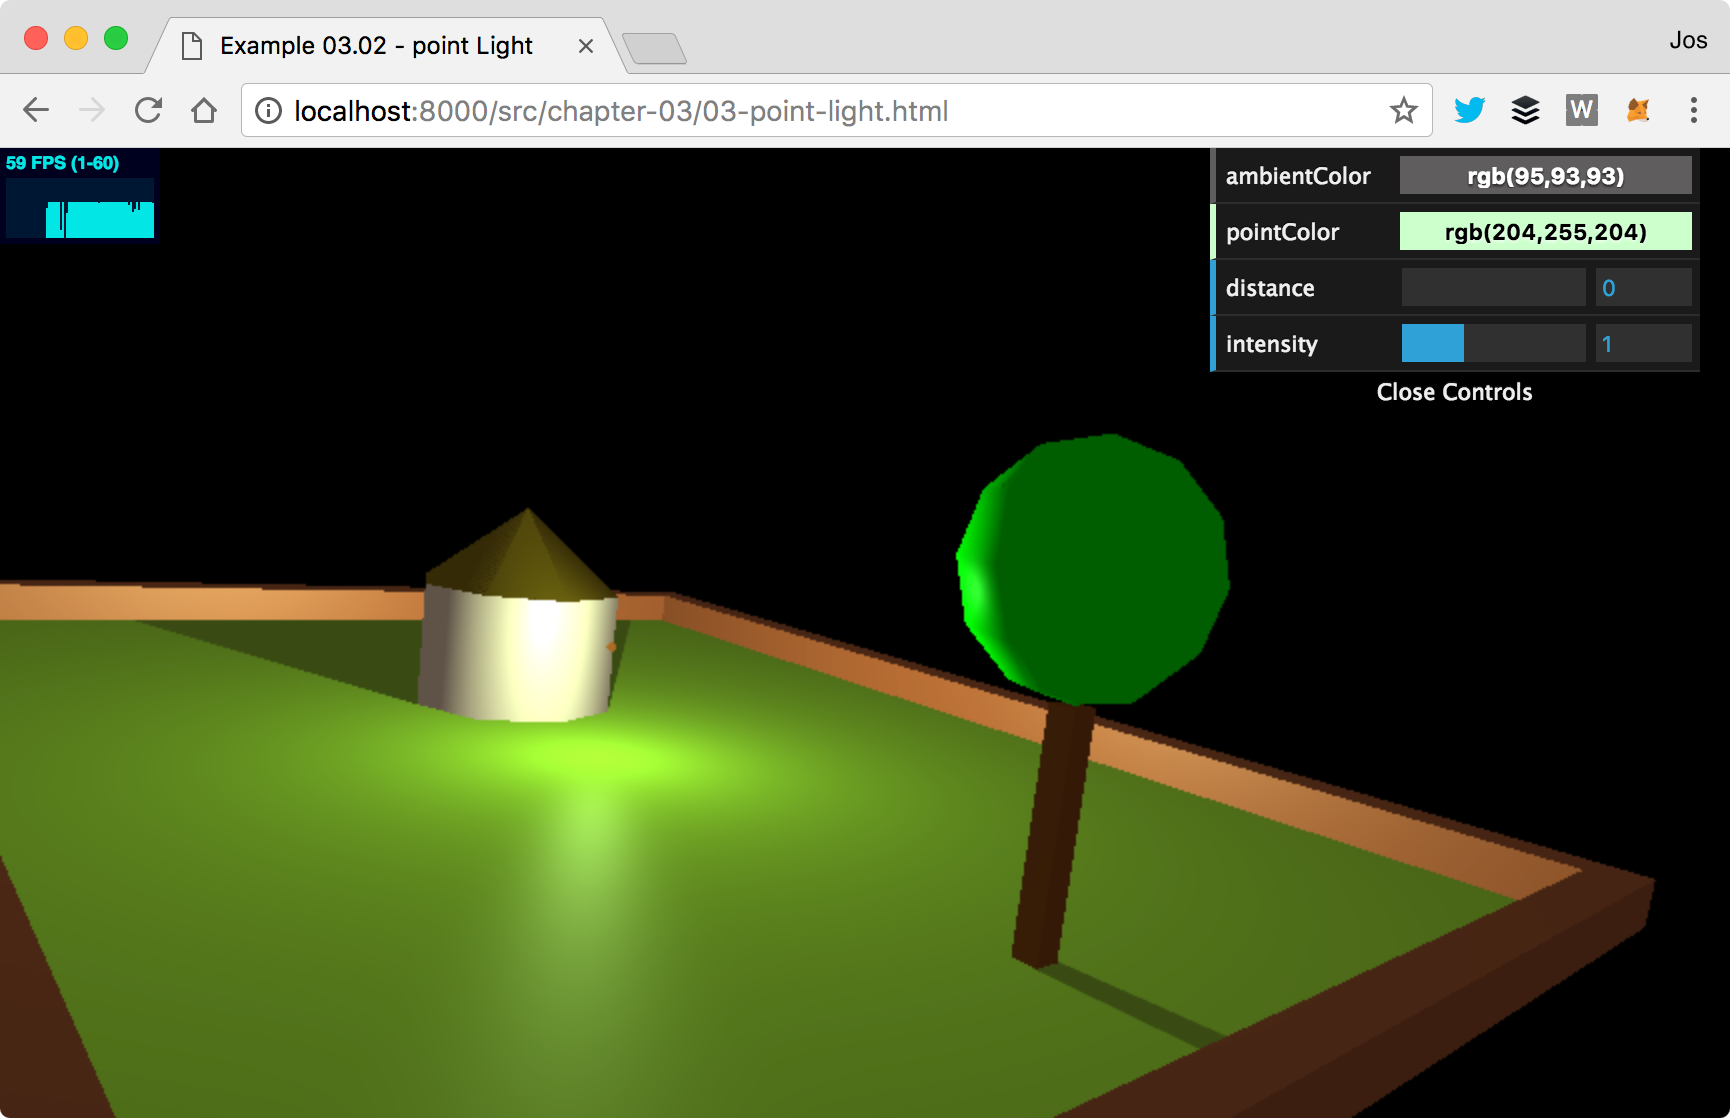 Example 03.02 - point Light
Jos
localhost:8000/src/chapter-03/03-point-light.html
W
59 FPS (1-60)
ambientColor rgb(95,93,93)
pointColor rgb(204,255,204)
distance 0
intensity 1
Close Controls